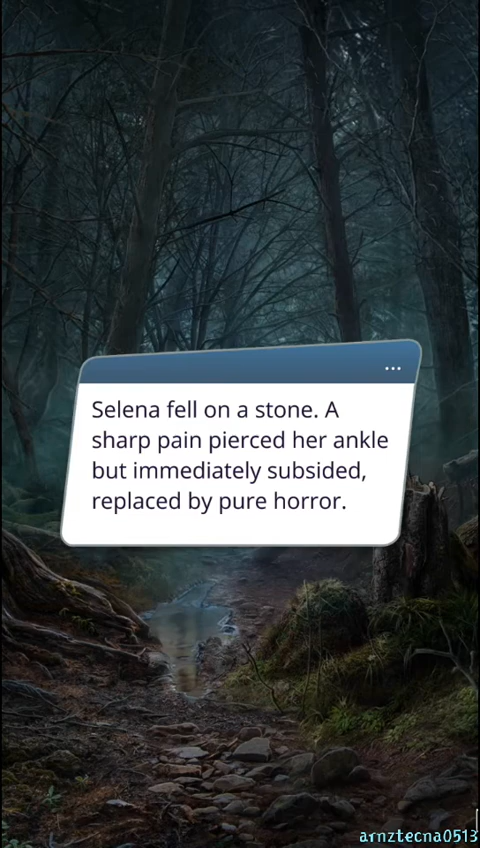 ...
Selena fell on a stone. A
sharp pain pierced her ankle
but immediately subsided,
replaced by pure horror.
arnztecna0513